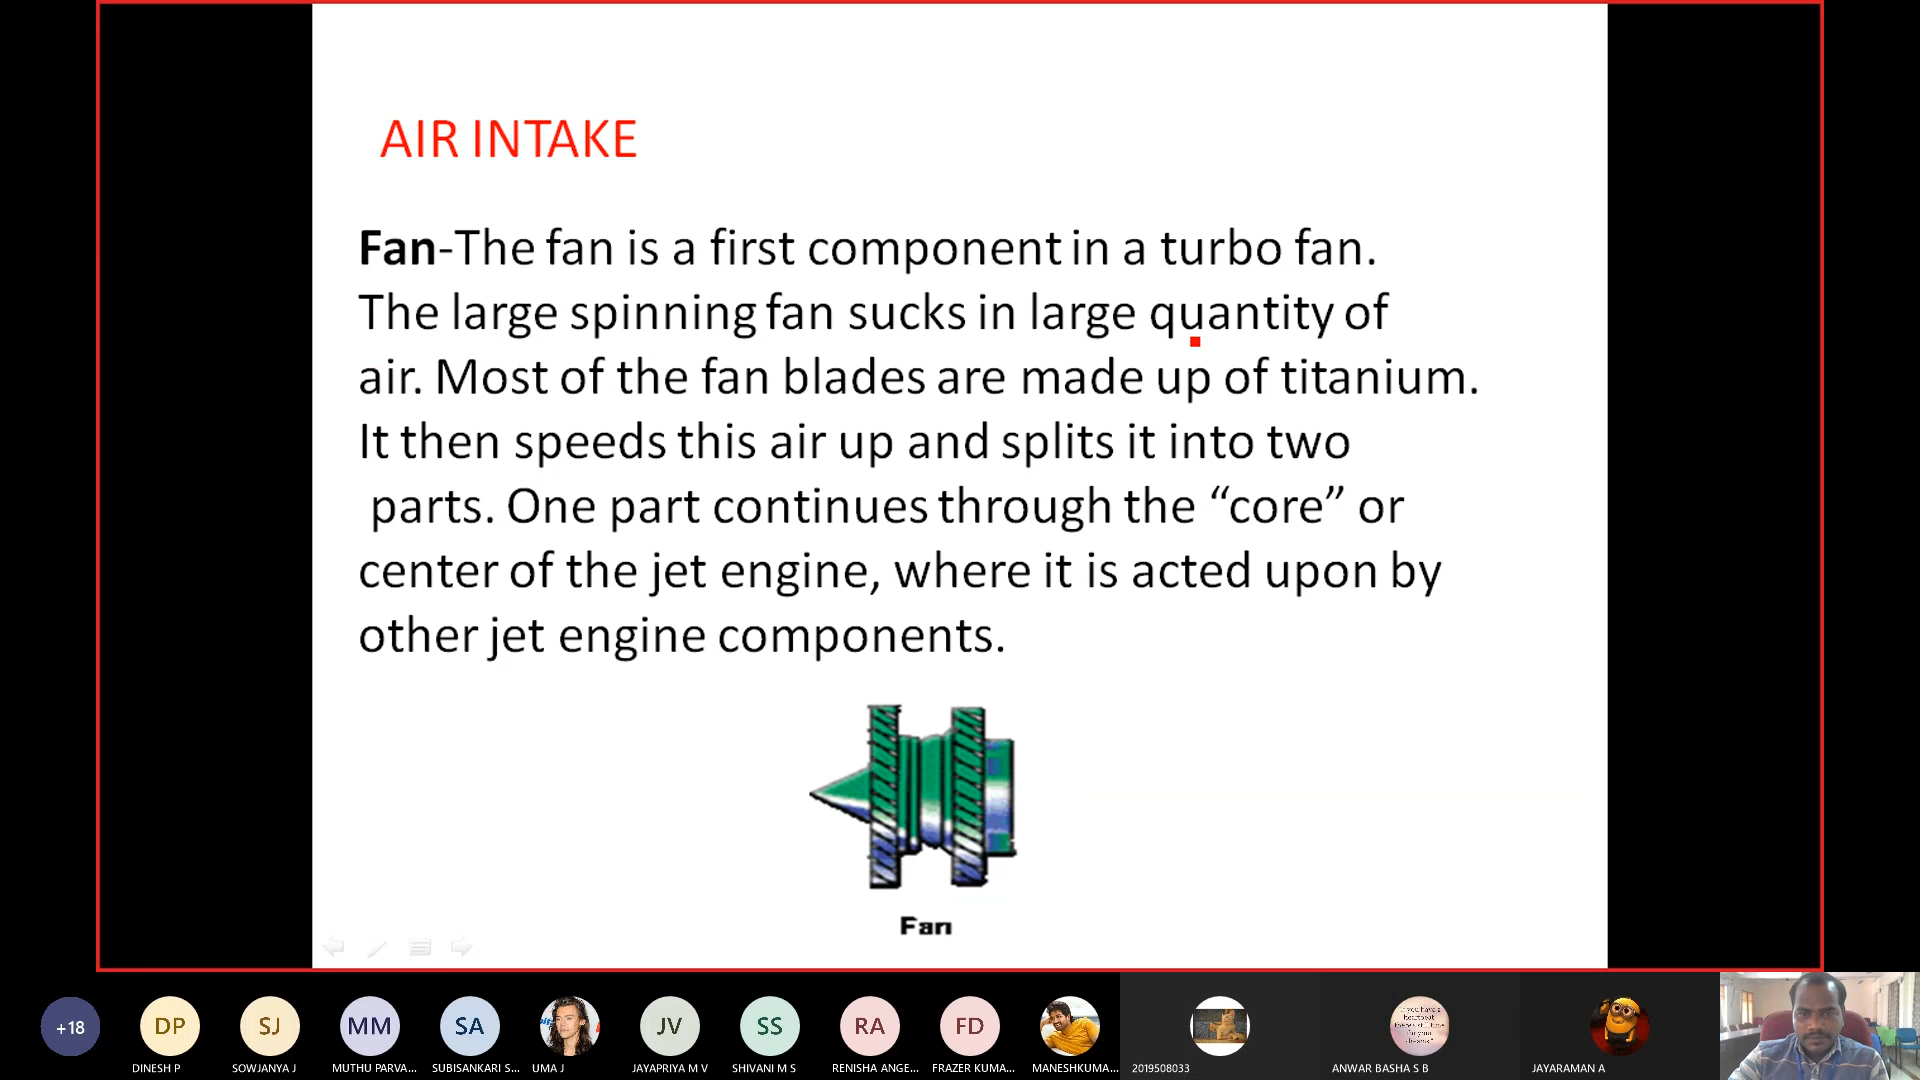 AIR INTAKE
Fan-The fan is a first component in a turbo fan.
The large spinning fan sucks in large quantity of
air. Most of the fan blades are made up of titanium.
It then speeds this air up and splits it into two
parts. One part continues through the “core” or
center of the jet engine, where it is acted upon by
other jet engine components.
Fan
+18
DP
SJ
MM
SA
JV
SS
RA
FD
DINESH P
SOWJANYA J
MUTHU PARVA...
SUBISANKARI S...
UMA J
JAYAPRIYA M V
SHIVANI M S
RENISHA ANGE...
FRAZER KUMA...
MANESHKUMA...
2019508033
ANWAR BASHA S B
JAYARAMAN A